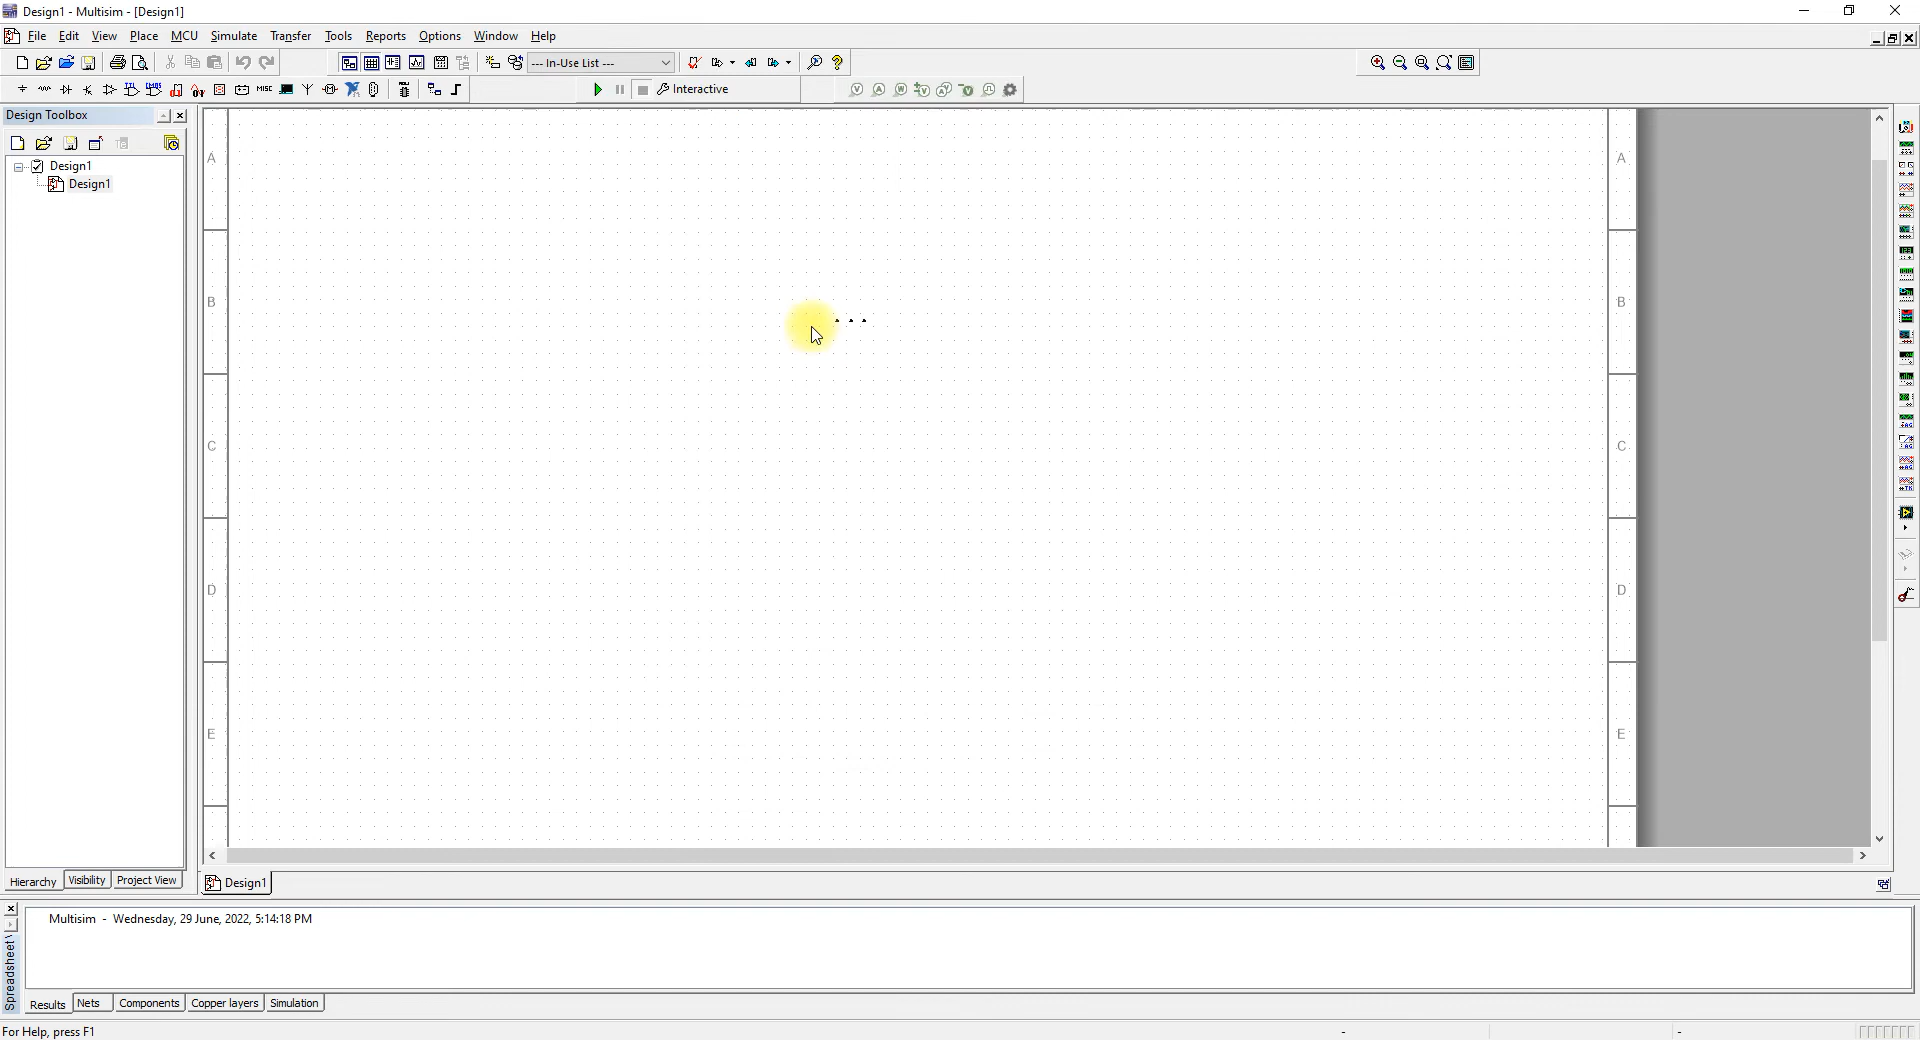 Design1 - Multisim - [Design1]
File Edit View Place MCU Simulate Transfer Tools Reports Options Window Help
--- In-Use List ---
Interactive
Design Toolbox
Design1
Design1
A A
B B
C C
D D
E E
Hierarchy Visibility Project View
Design1
Multisim - Wednesday, 29 June, 2022, 5:14:18 PM
Spreadsheet
Results Nets Components Copper layers Simulation
For Help, press F1 - -